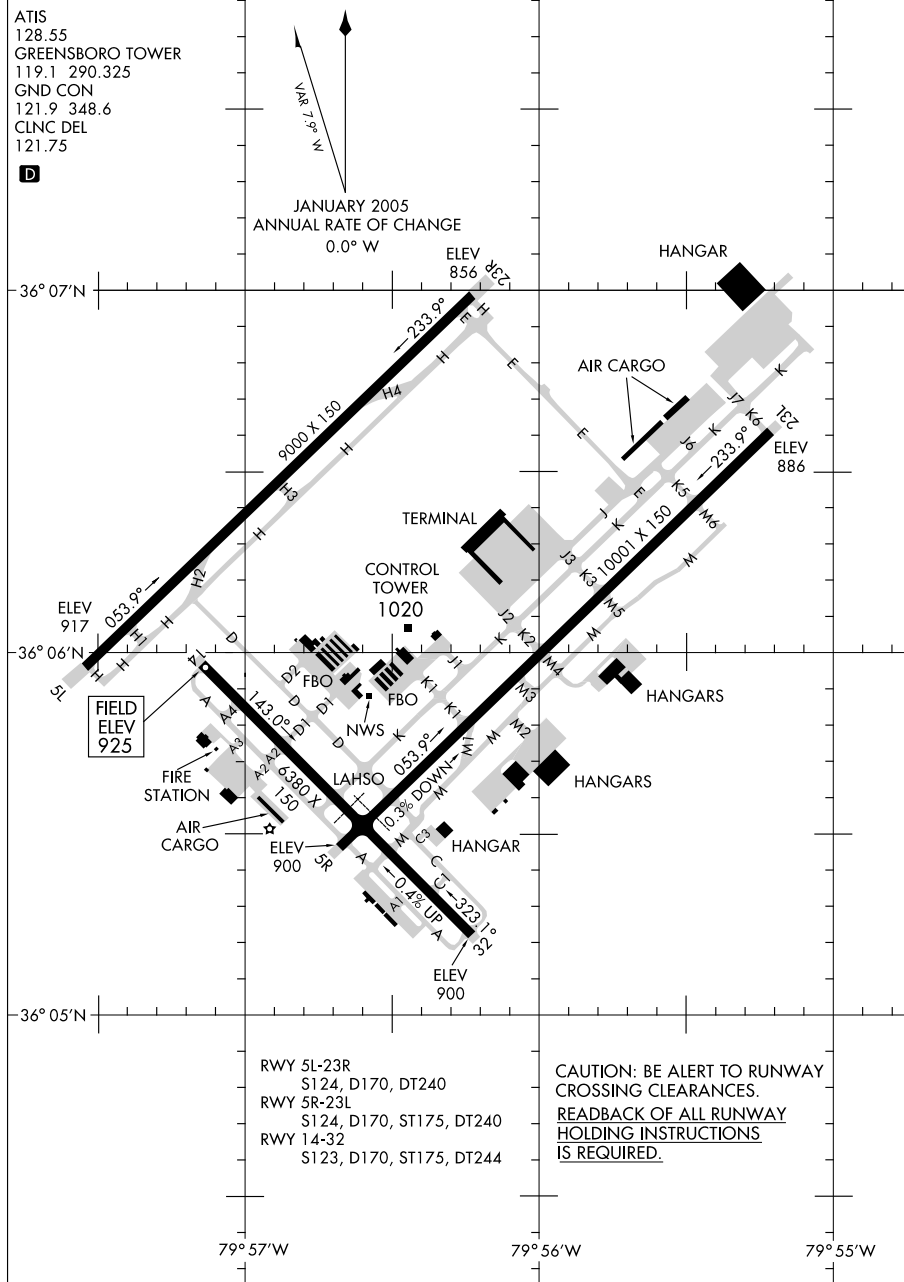 ATIS
128.55
GREENSBORO TOWER
119.1 290.325
GND CON
121.9 348.6
CLNC DEL
121.75
D
VAR 7.9° W
JANUARY 2005
ANNUAL RATE OF CHANGE
0.0° W
HANGAR
ELEV
856
23R
36° 07'N
233.9°
H
E
H
E
AIR CARGO
H4
9000 X 150
H
J7
K6
K
23L
E
J6
K
233.9°
ELEV
886
H3
E
K5
M6
H
TERMINAL
J
K
10001 X 150
J3
K3
M
H2
CONTROL
TOWER
1020
M5
053.9°
ELEV
917
J2
K
K2
M
H1
H
D
36° 06'N
5L
H
H
14
D2
FBO
J1
M4
FIELD
ELEV
925
A
143.0°
D
D1
D1
NWS
FBO
K1
K1
M3
HANGARS
A4
D
K
053.9°
M1
M
M2
A3
A2
A2
6380 X
150
LAHSO
0.3% DOWN
M
HANGARS
FIRE
STATION
AIR
CARGO
ELEV
900
5R
A
M
C3
HANGAR
C
C1
0.4% UP
A1
A
323.1°
32
ELEV
900
36° 05'N
RWY 5L-23R
S124, D170, DT240
RWY 5R-23L
S124, D170, ST175, DT240
RWY 14-32
S123, D170, ST175, DT244
CAUTION: BE ALERT TO RUNWAY
CROSSING CLEARANCES.
READBACK OF ALL RUNWAY
HOLDING INSTRUCTIONS
IS REQUIRED.
79° 57'W
79° 56'W
79° 55'W